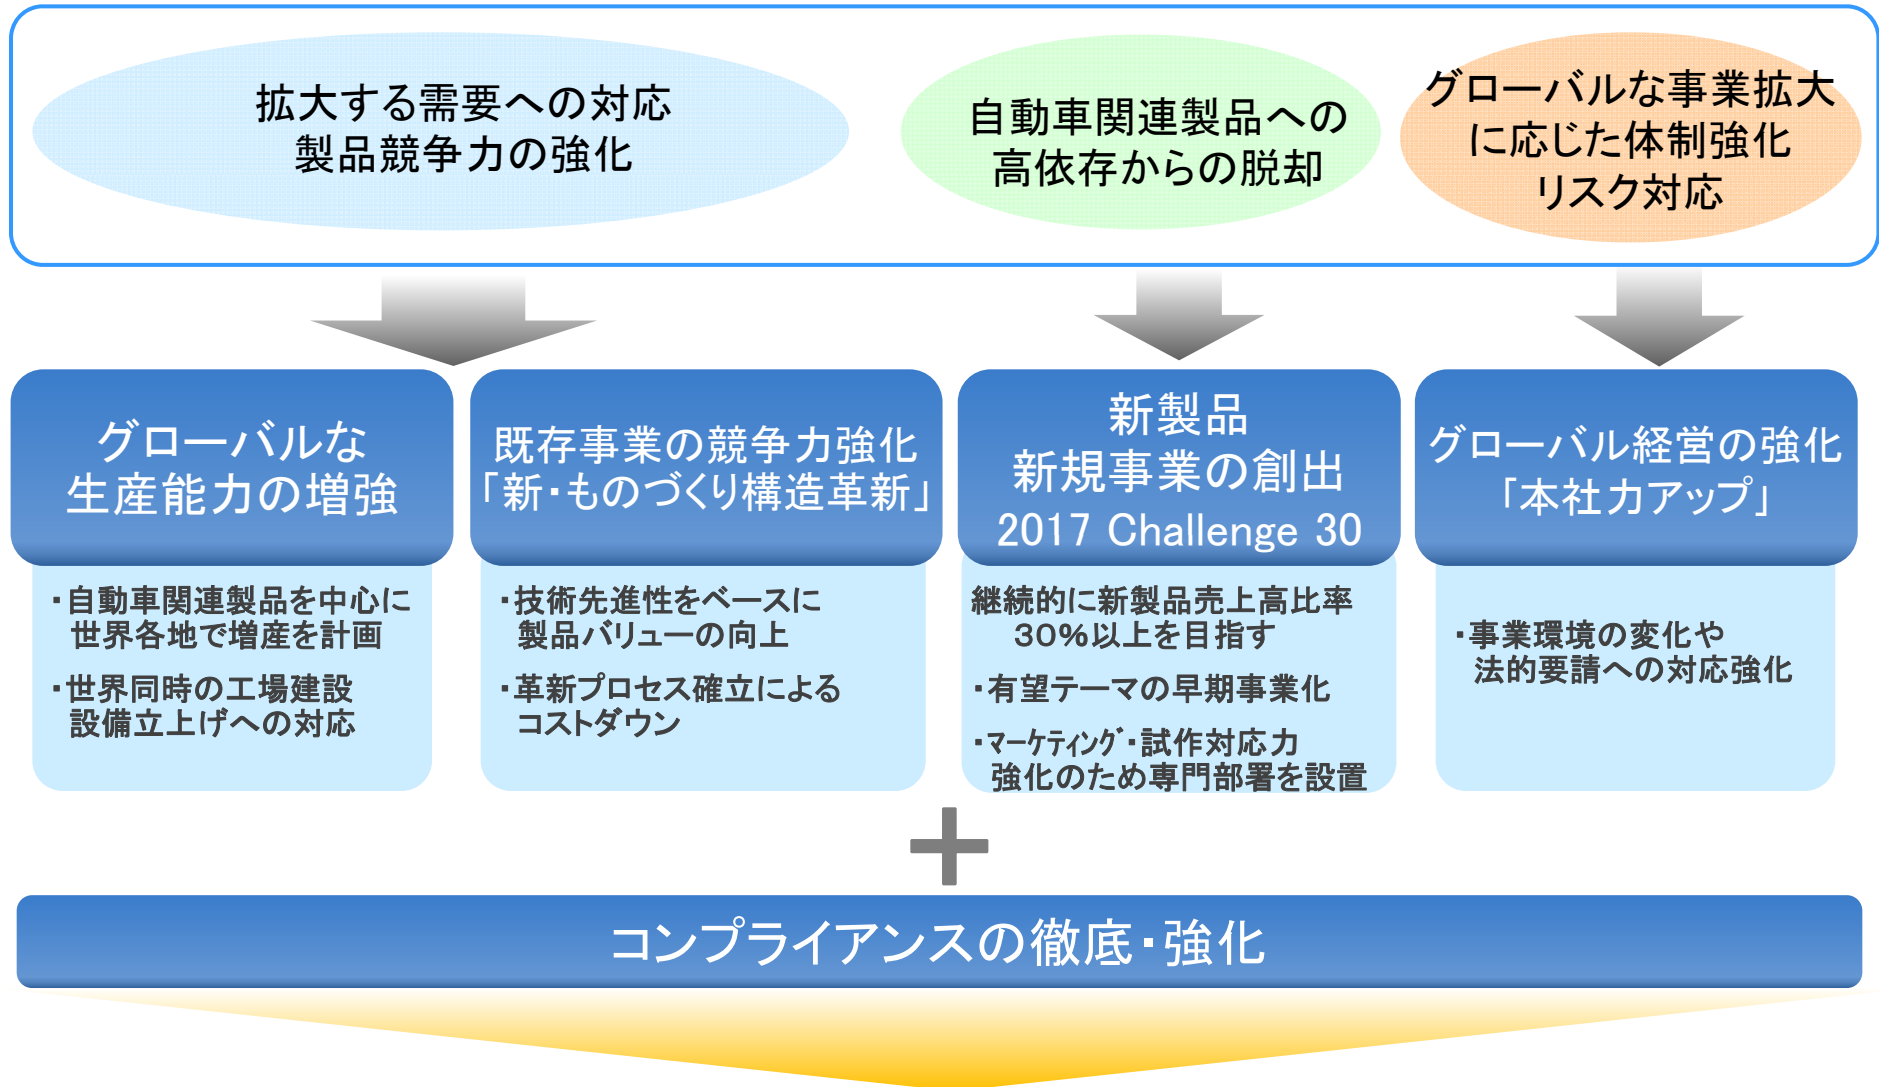 拡大する需要への対応
製品競争力の強化
自動車関連製品への
高依存からの脱却
グローバルな事業拡大
に応じた体制強化
リスク対応
グローバルな
生産能力の増強
既存事業の競争力強化
「新・ものづくり構造革新」
新製品
新規事業の創出
2017 Challenge 30
グローバル経営の強化
「本社力アップ」
・自動車関連製品を中心に
世界各地で増産を計画
・世界同時の工場建設
設備立上げへの対応
・技術先進性をベースに
製品バリューの向上
・革新プロセス確立による
コストダウン
継続的に新製品売上高比率
30%以上を目指す
・有望テーマの早期事業化
・マーケティング・試作対応力
強化のため専門部署を設置
・事業環境の変化や
法的要請への対応強化
コンプライアンスの徹底・強化